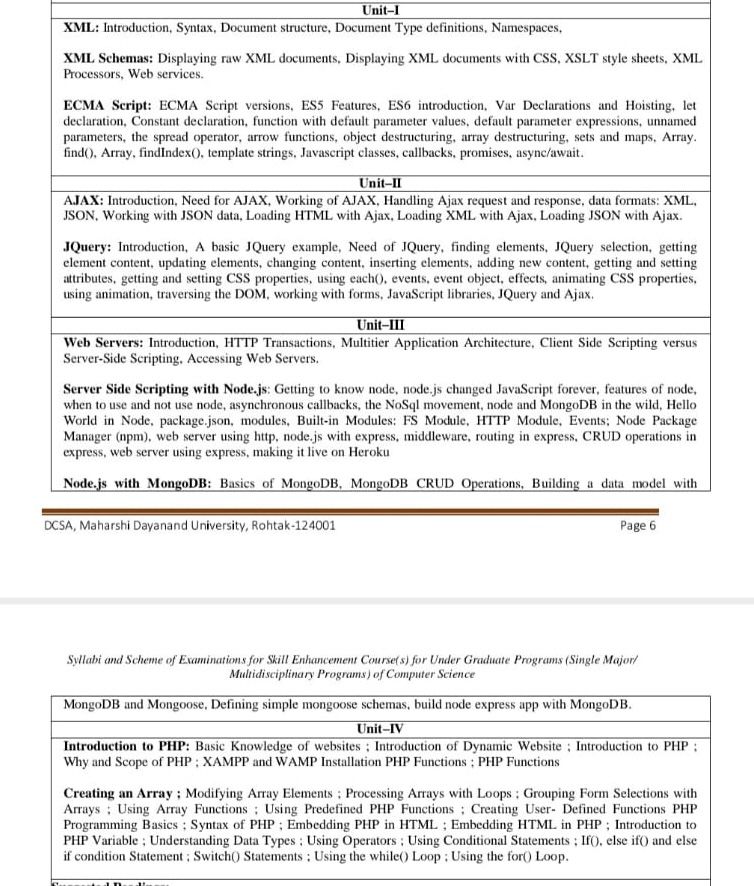 Unit–I
XML: Introduction, Syntax, Document structure, Document Type definitions, Namespaces,
XML Schemas: Displaying raw XML documents, Displaying XML documents with CSS, XSLT style sheets, XML
Processors, Web services.
ECMA Script: ECMA Script versions, ES5 Features, ES6 introduction, Var Declarations and Hoisting, let
declaration, Constant declaration, function with default parameter values, default parameter expressions, unnamed
parameters, the spread operator, arrow functions, object destructuring, array destructuring, sets and maps, Array.
find(), Array, findIndex(), template strings, Javascript classes, callbacks, promises, async/await.
Unit–II
AJAX: Introduction, Need for AJAX, Working of AJAX, Handling Ajax request and response, data formats: XML,
JSON, Working with JSON data, Loading HTML with Ajax, Loading XML with Ajax, Loading JSON with Ajax.
JQuery: Introduction, A basic JQuery example, Need of JQuery, finding elements, JQuery selection, getting
element content, updating elements, changing content, inserting elements, adding new content, getting and setting
attributes, getting and setting CSS properties, using each(), events, event object, effects, animating CSS properties,
using animation, traversing the DOM, working with forms, JavaScript libraries, JQuery and Ajax.
Unit–III
Web Servers: Introduction, HTTP Transactions, Multitier Application Architecture, Client Side Scripting versus
Server-Side Scripting, Accessing Web Servers.
Server Side Scripting with Node.js: Getting to know node, node.js changed JavaScript forever, features of node,
when to use and not use node, asynchronous callbacks, the NoSql movement, node and MongoDB in the wild, Hello
World in Node, package.json, modules, Built-in Modules: FS Module, HTTP Module, Events; Node Package
Manager (npm), web server using http, node.js with express, middleware, routing in express, CRUD operations in
express, web server using express, making it live on Heroku
Node.js with MongoDB: Basics of MongoDB, MongoDB CRUD Operations, Building a data model with
DCSA, Maharshi Dayanand University, Rohtak-124001 Page 6
Syllabi and Scheme of Examinations for Skill Enhancement Course(s) for Under Graduate Programs (Single Major/
Multidisciplinary Programs) of Computer Science
MongoDB and Mongoose, Defining simple mongoose schemas, build node express app with MongoDB.
Unit–IV
Introduction to PHP: Basic Knowledge of websites ; Introduction of Dynamic Website ; Introduction to PHP ;
Why and Scope of PHP ; XAMPP and WAMP Installation PHP Functions ; PHP Functions
Creating an Array ; Modifying Array Elements ; Processing Arrays with Loops ; Grouping Form Selections with
Arrays ; Using Array Functions ; Using Predefined PHP Functions ; Creating User- Defined Functions PHP
Programming Basics ; Syntax of PHP ; Embedding PHP in HTML ; Embedding HTML in PHP ; Introduction to
PHP Variable ; Understanding Data Types ; Using Operators ; Using Conditional Statements ; If(), else if() and else
if condition Statement ; Switch() Statements ; Using the while() Loop ; Using the for() Loop.